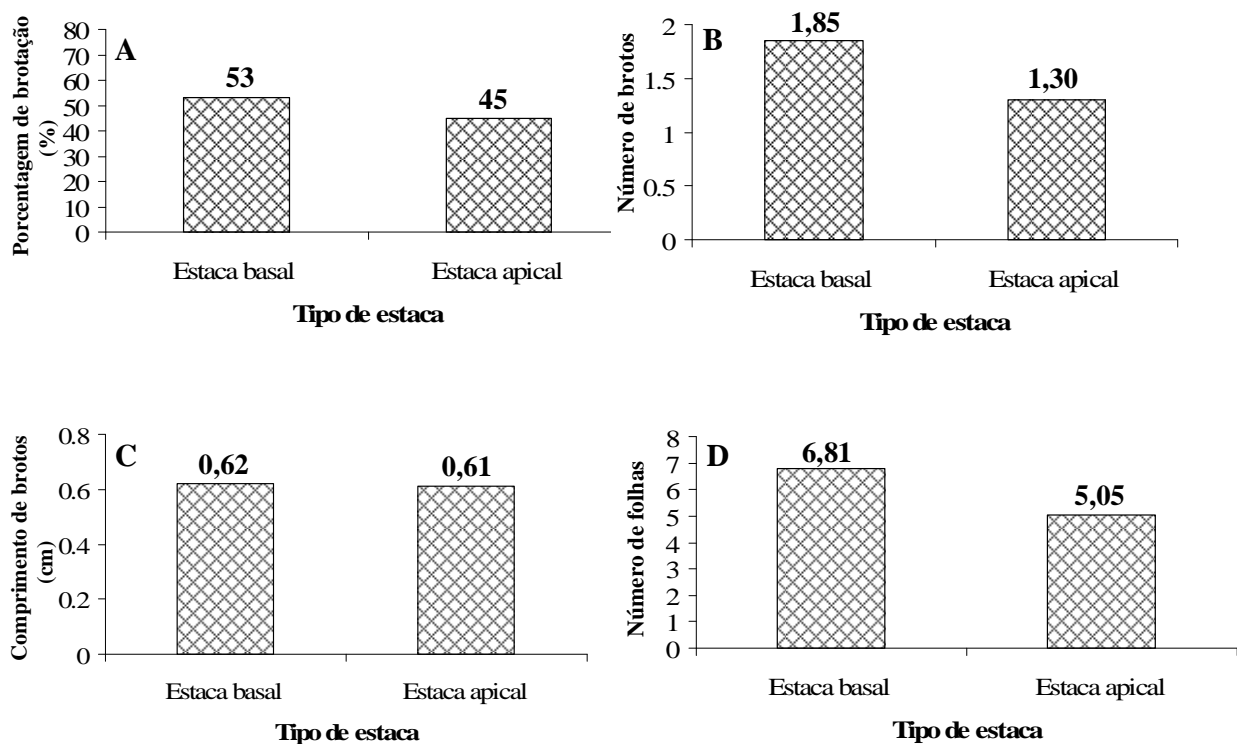 A
Porcentagem de brotação
(%)
80
70
60
50
40
30
20
10
0
53
45
Estaca basal
Estaca apical
Tipo de estaca
B
Número de brotos
2
1.5
1
0.5
0
1,85
1,30
Estaca basal
Estaca apical
Tipo de estaca
C
Comprimento de brotos
(cm)
0.8
0.6
0.4
0.2
0
0,62
0,61
Estaca basal
Estaca apical
Tipo de estaca
D
Número de folhas
8
7
6
5
4
3
2
1
0
6,81
5,05
Estaca basal
Estaca apical
Tipo de estaca